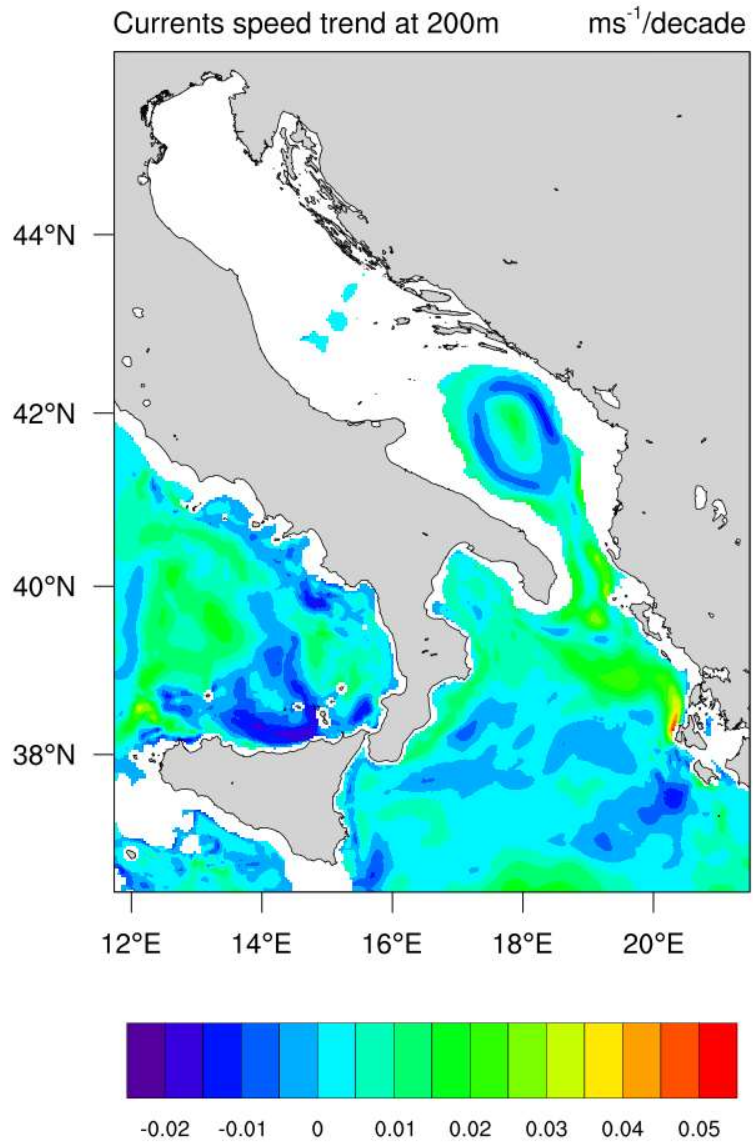 Currents speed trend at 200m ms⁻¹/decade
44°N
42°N
40°N
38°N
12°E 14°E 16°E 18°E 20°E
-0.02 -0.01 0 0.01 0.02 0.03 0.04 0.05